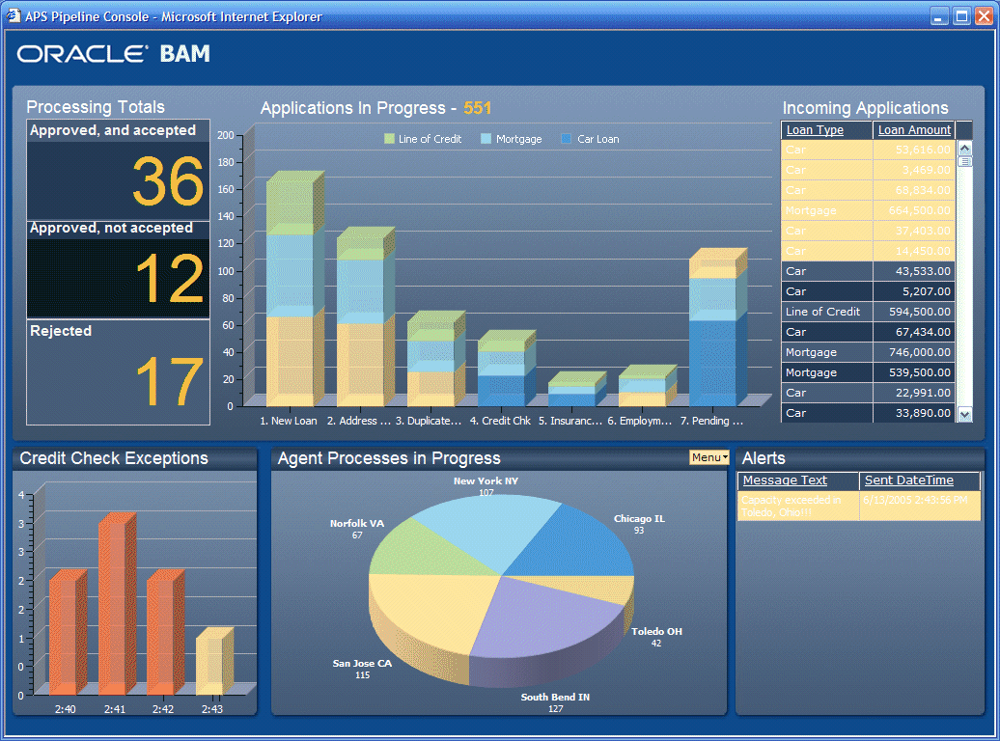 APS Pipeline Console - Microsoft Internet Explorer
ORACLE BAM
Processing Totals
Approved, and accepted
36
Approved, not accepted
12
Rejected
17
Applications In Progress - 551
Line of Credit Mortgage Car Loan
200
180
160
140
120
100
80
60
40
20
0
1. New Loan 2. Address ... 3. Duplicate... 4. Credit Chk 5. Insuranc... 6. Employm... 7. Pending ...
Incoming Applications
Loan Type Loan Amount
Car 53,616.00
Car 3,469.00
Car 68,834.00
Mortgage 664,500.00
Car 37,403.00
Car 14,450.00
Car 43,533.00
Car 5,207.00
Line of Credit 594,500.00
Car 67,434.00
Mortgage 746,000.00
Mortgage 539,500.00
Car 22,991.00
Car 33,890.00
Credit Check Exceptions
4
3
3
2
2
1
0
0
2:40 2:41 2:42 2:43
Agent Processes in Progress
Menu
New York NY
107
Chicago IL
93
Norfolk VA
67
Toledo OH
42
San Jose CA
115
South Bend IN
127
Alerts
Message Text Sent DateTime
Capacity exceeded in 6/13/2005 2:43:56 PM
Toledo, Ohio!!!